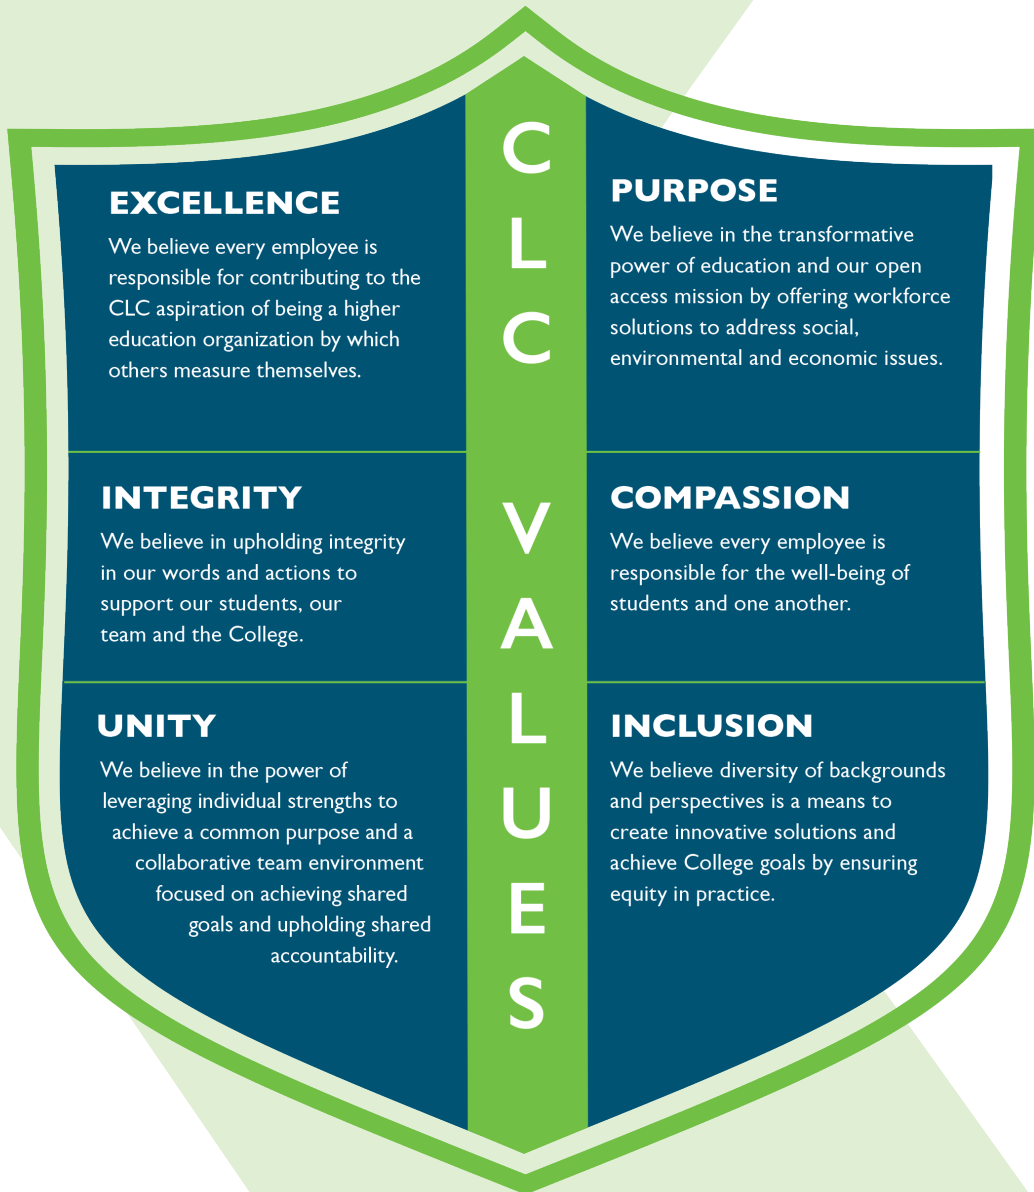 CLC VALUES
EXCELLENCE
We believe every employee is
responsible for contributing to the
CLC aspiration of being a higher
education organization by which
others measure themselves.
PURPOSE
We believe in the transformative
power of education and our open
access mission by offering workforce
solutions to address social,
environmental and economic issues.
INTEGRITY
We believe in upholding integrity
in our words and actions to
support our students, our
team and the College.
COMPASSION
We believe every employee is
responsible for the well-being of
students and one another.
UNITY
We believe in the power of
leveraging individual strengths to
achieve a common purpose and a
collaborative team environment
focused on achieving shared
goals and upholding shared
accountability.
INCLUSION
We believe diversity of backgrounds
and perspectives is a means to
create innovative solutions and
achieve College goals by ensuring
equity in practice.